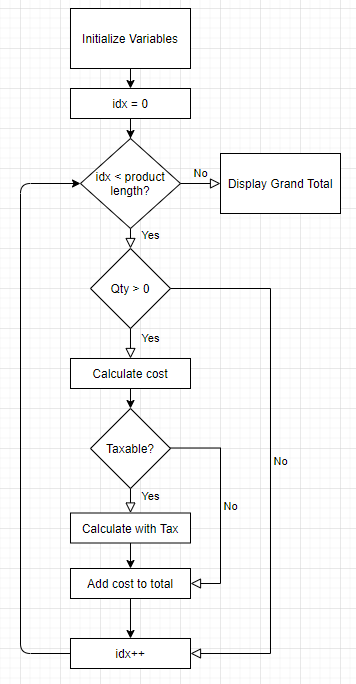 Initialize Variables
idx = 0
idx < product
length?
No
Display Grand Total
Yes
Qty > 0
Yes
Calculate cost
Taxable?
No
Yes
No
Calculate with Tax
Add cost to total
idx++